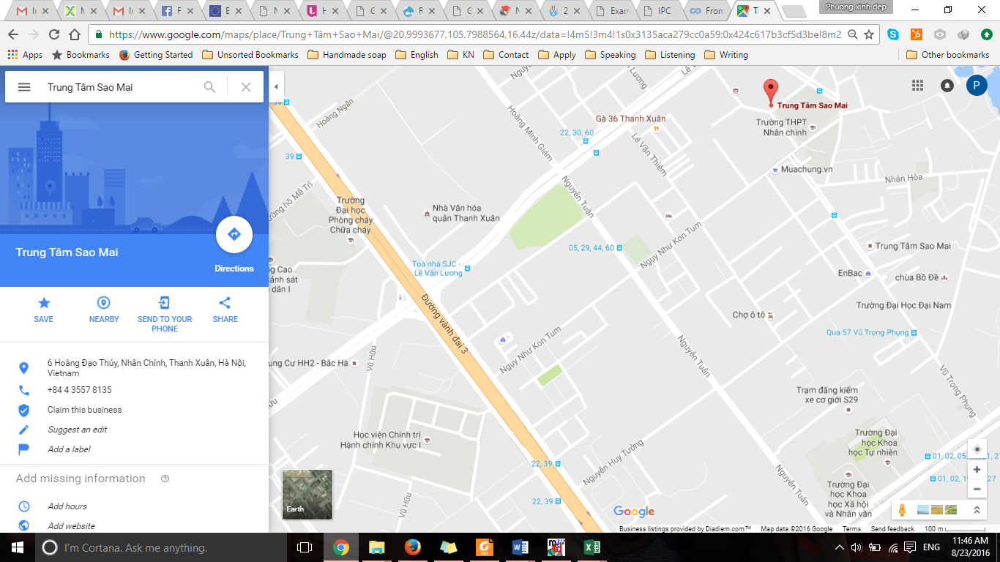 Phuong xinh dep
https://www.google.com/maps/place/Trung+Tâm+Sao+Mai/@20.9993677,105.7988564,16.44z/data=!4m5!3m4!1s0x3135aca279cc0a59:0x424c617b3cf5d3be!8m2
Apps Bookmarks Getting Started Unsorted Bookmarks Handmade soap English KN Contact Apply Speaking Listening Writing Other bookmarks
Trung Tâm Sao Mai
Trung Tâm Sao Mai
Directions
SAVE
NEARBY
SEND TO YOUR
PHONE
SHARE
6 Hoàng Đạo Thúy, Nhân Chính, Thanh Xuân, Hà Nội,
Vietnam
+84 4 3557 8135
Claim this business
Suggest an edit
Add a label
Add missing information
Add hours
Add website
P
Hoàng Ngân
39
39
Trường
Đại học
Phòng cháy
Chữa cháy
Nhà Văn hóa
quận Thanh Xuân
Toà nhà SJC -
Lê Văn Lương
Đường vành đai 3
Hoàng Minh Giám
22, 30, 60
Gà 36 Thanh Xuân
Lê Văn Thiêm
Nguyễn Tuân
05, 29, 44, 60
Ngụy Như Kon Tum
Trung Tâm Sao Mai
Trường THPT
Nhân chính
Muachung.vn
Nhân Hòa
Trung Tâm Sao Mai
EnBac
chùa Bồ Đề
Trường Đại Học Đại Nam
Chợ ô tô
Qua 57 Vũ Trọng Phụng
Nguyễn Tuân
Vũ Trọng Phụng
Ngụy Như Kon Tum
ung Cư HH2 - Bắc Hà
Vũ Hữu
Trạm đăng kiểm
xe cơ giới S29
Học viện Chính trị
Hành chính Khu vực I
Trường Đại
học Khoa
học Tự nhiên
22, 39
Nguyễn Huy Tưởng
Nguyễn Tuân
Trường Đại
học Khoa
học Xã hội
và Nhân văn
22, 39
Vũ Hữu
Earth
Google
Business listings provided by Diadiem.com™ Map data ©2016 Google Terms Send feedback 100 m
I'm Cortana. Ask me anything.
ENG
11:46 AM
8/23/2016